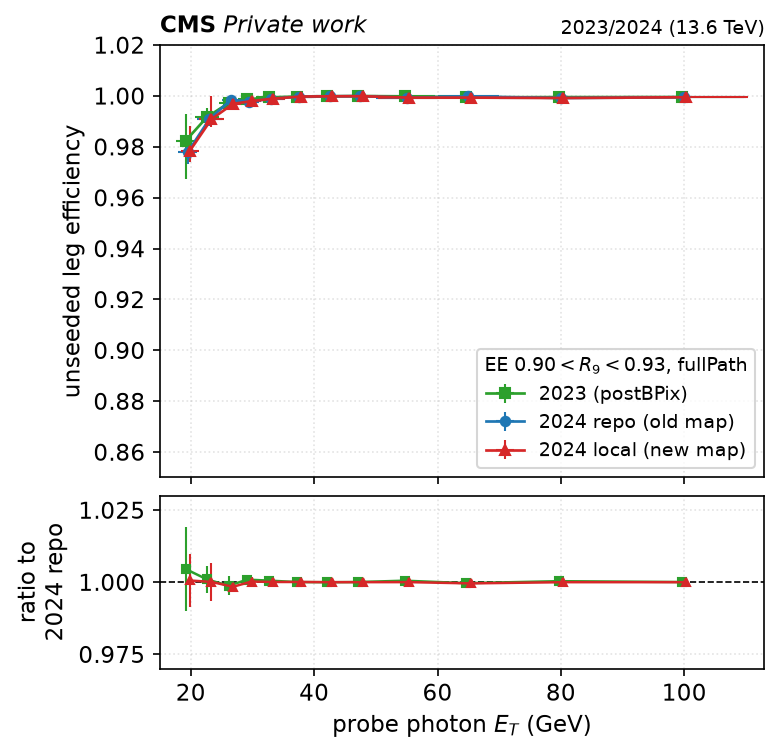 CMS Private work 2023/2024 (13.6 TeV)
1.02
1.00
0.98
0.96
0.94
0.92
0.90
0.88
0.86
unseeded leg efficiency
EE 0.90 < R₉ < 0.93, fullPath
2023 (postBPix)
2024 repo (old map)
2024 local (new map)
1.025
1.000
0.975
ratio to
2024 repo
20 40 60 80 100
probe photon E_T (GeV)